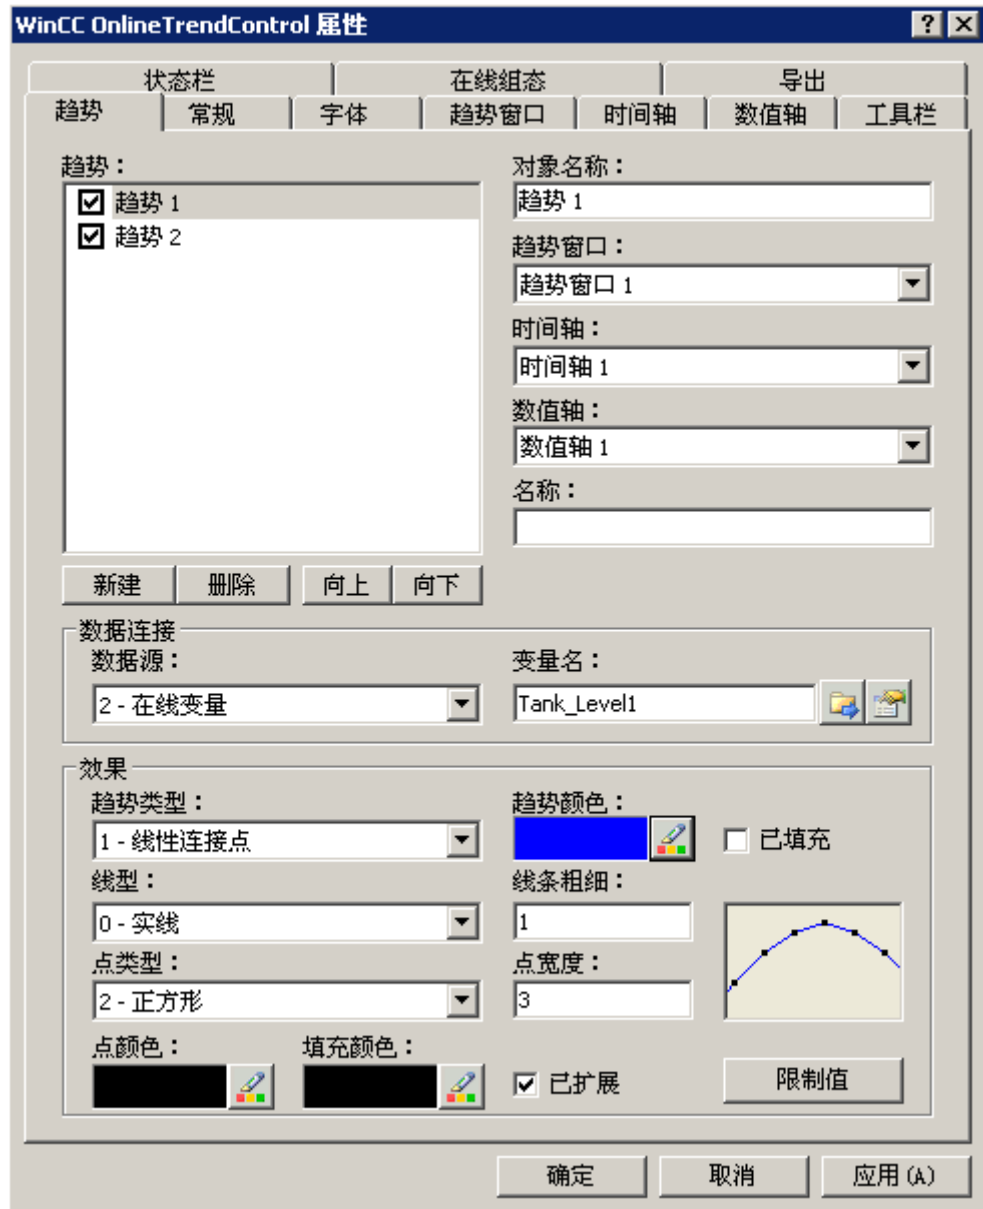 WinCC OnlineTrendControl 属性
状态栏 在线组态 导出
趋势 常规 字体 趋势窗口 时间轴 数值轴 工具栏
趋势： 对象名称：
趋势 1 趋势 1
趋势 2
趋势窗口：
趋势窗口 1
时间轴：
时间轴 1
数值轴：
数值轴 1
名称：
新建 删除 向上 向下
数据连接
数据源： 变量名：
2 - 在线变量 Tank_Level1
效果
趋势类型： 趋势颜色：
1 - 线性连接点 已填充
线型： 线条粗细：
0 - 实线 1
点类型： 点宽度：
2 - 正方形 3
点颜色： 填充颜色：
已扩展 限制值
确定 取消 应用(A)